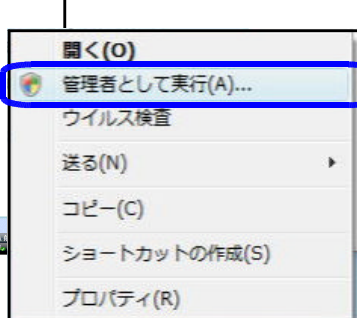 開く(O)
管理者として実行(A)...
ウイルス検査
送る(N)
コピー(C)
ショートカットの作成(S)
プロパティ(R)